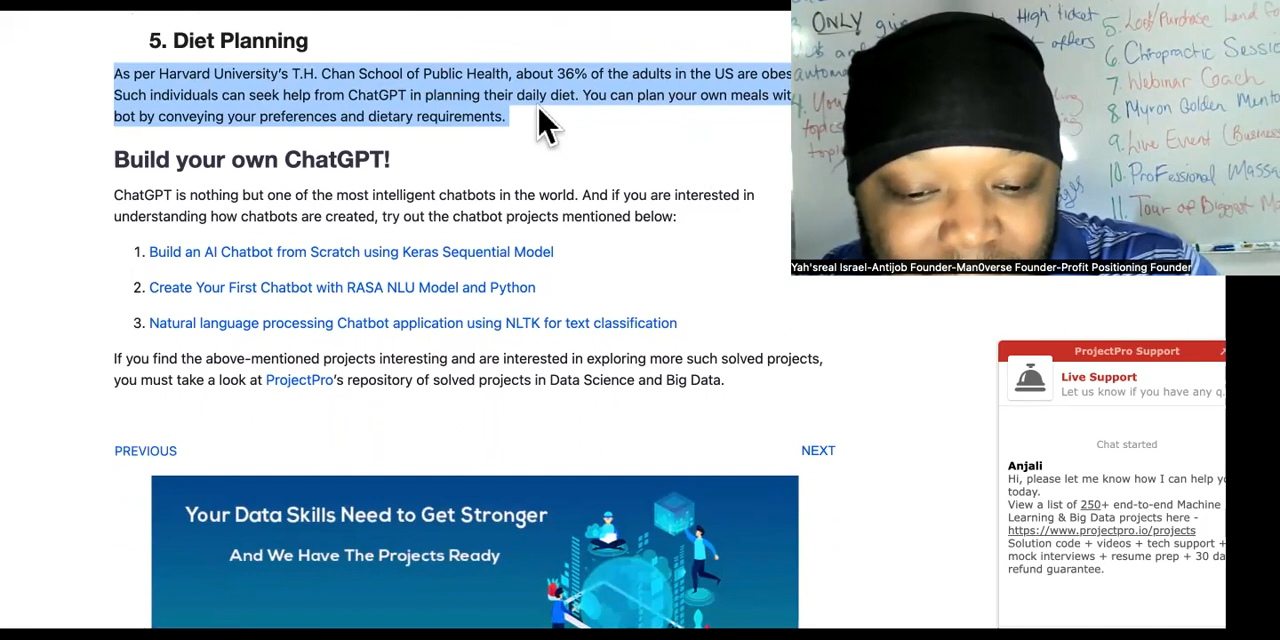 5. Diet Planning
As per Harvard University's T.H. Chan School of Public Health, about 36% of the adults in the US are obes
Such individuals can seek help from ChatGPT in planning their daily diet. You can plan your own meals wit
bot by conveying your preferences and dietary requirements.
Build your own ChatGPT!
ChatGPT is nothing but one of the most intelligent chatbots in the world. And if you are interested in
understanding how chatbots are created, try out the chatbot projects mentioned below:
1. Build an AI Chatbot from Scratch using Keras Sequential Model
2. Create Your First Chatbot with RASA NLU Model and Python
3. Natural language processing Chatbot application using NLTK for text classification
If you find the above-mentioned projects interesting and are interested in exploring more such solved projects,
you must take a look at ProjectPro's repository of solved projects in Data Science and Big Data.
PREVIOUS
NEXT
Your Data Skills Need to Get Stronger
And We Have The Projects Ready
ONLY
High ticket
offers
5. Look/Purchase Land
6. Chiropractic Sessio
7. Webinar Coach
8. Myron Golden Mento
9. Live Event (Business
10. Professional Massa
11. Tour of Biggest
Yah'sreal Israel-Antijob Founder-Man0verse Founder-Profit Positioning Founder
ProjectPro Support
Live Support
Let us know if you have any q.
Chat started
Anjali
Hi, please let me know how I can help yo
today.
View a list of 250+ end-to-end Machine
Learning & Big Data projects here -
https://www.projectpro.io/projects
Solution code + videos + tech support +
mock interviews + resume prep + 30 da
refund guarantee.